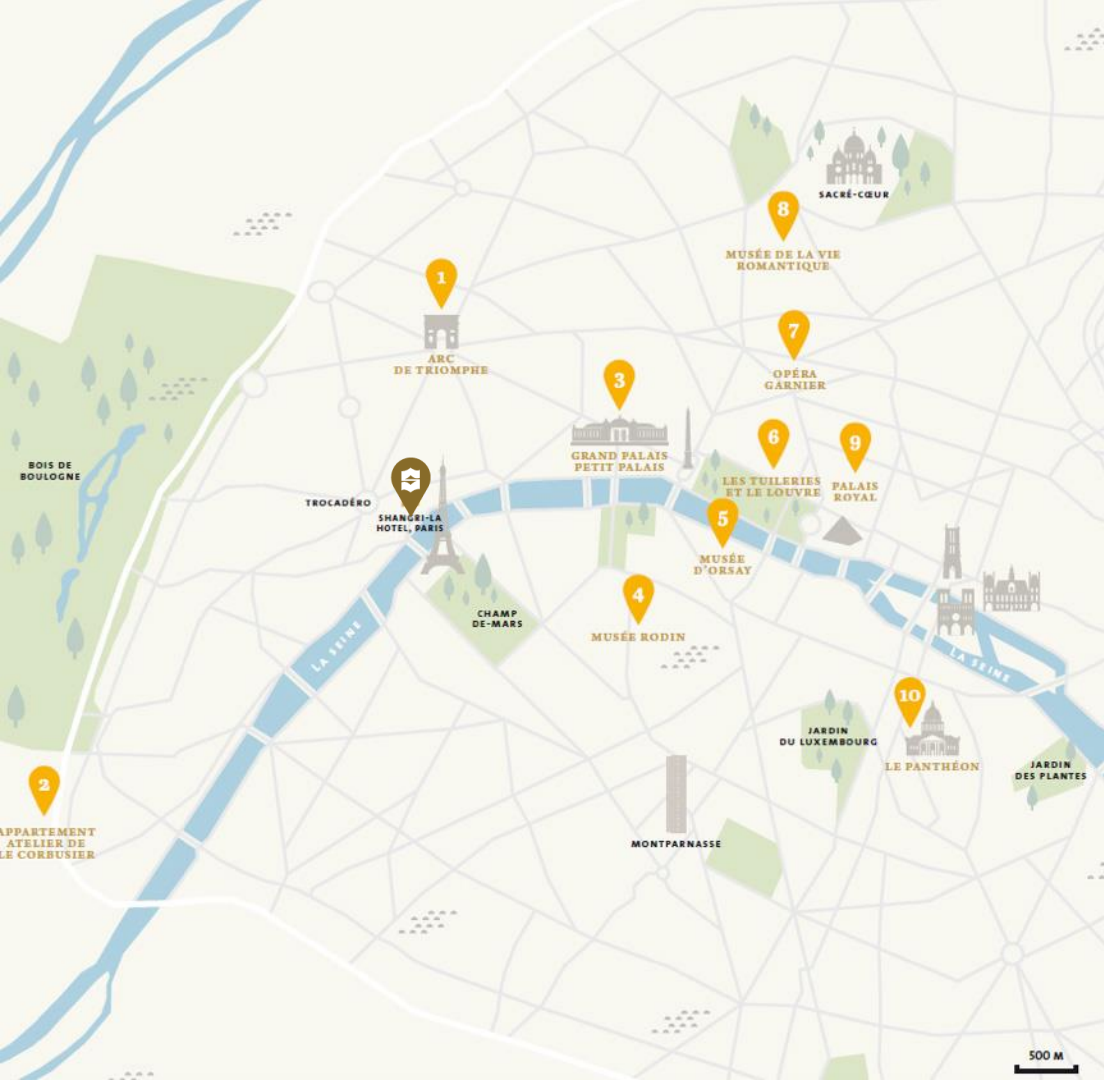 SACRÉ-CŒUR
8
MUSÉE DE LA VIE
ROMANTIQUE
1
ARC
DE TRIOMPHE
7
OPÉRA
GARNIER
3
GRAND PALAIS
PETIT PALAIS
6
LES TUILERIES
ET LE LOUVRE
9
PALAIS
ROYAL
BOIS DE
BOULOGNE
TROCADÉRO
SHANGRI-LA
HOTEL, PARIS
5
MUSÉE
D'ORSAY
4
MUSÉE RODIN
CHAMP
DE-MARS
LA SEINE
LA SEINE
10
LE PANTHÉON
JARDIN
DU LUXEMBOURG
JARDIN
DES PLANTES
2
APPARTEMENT
ATELIER DE
LE CORBUSIER
MONTPARNASSE
500 M